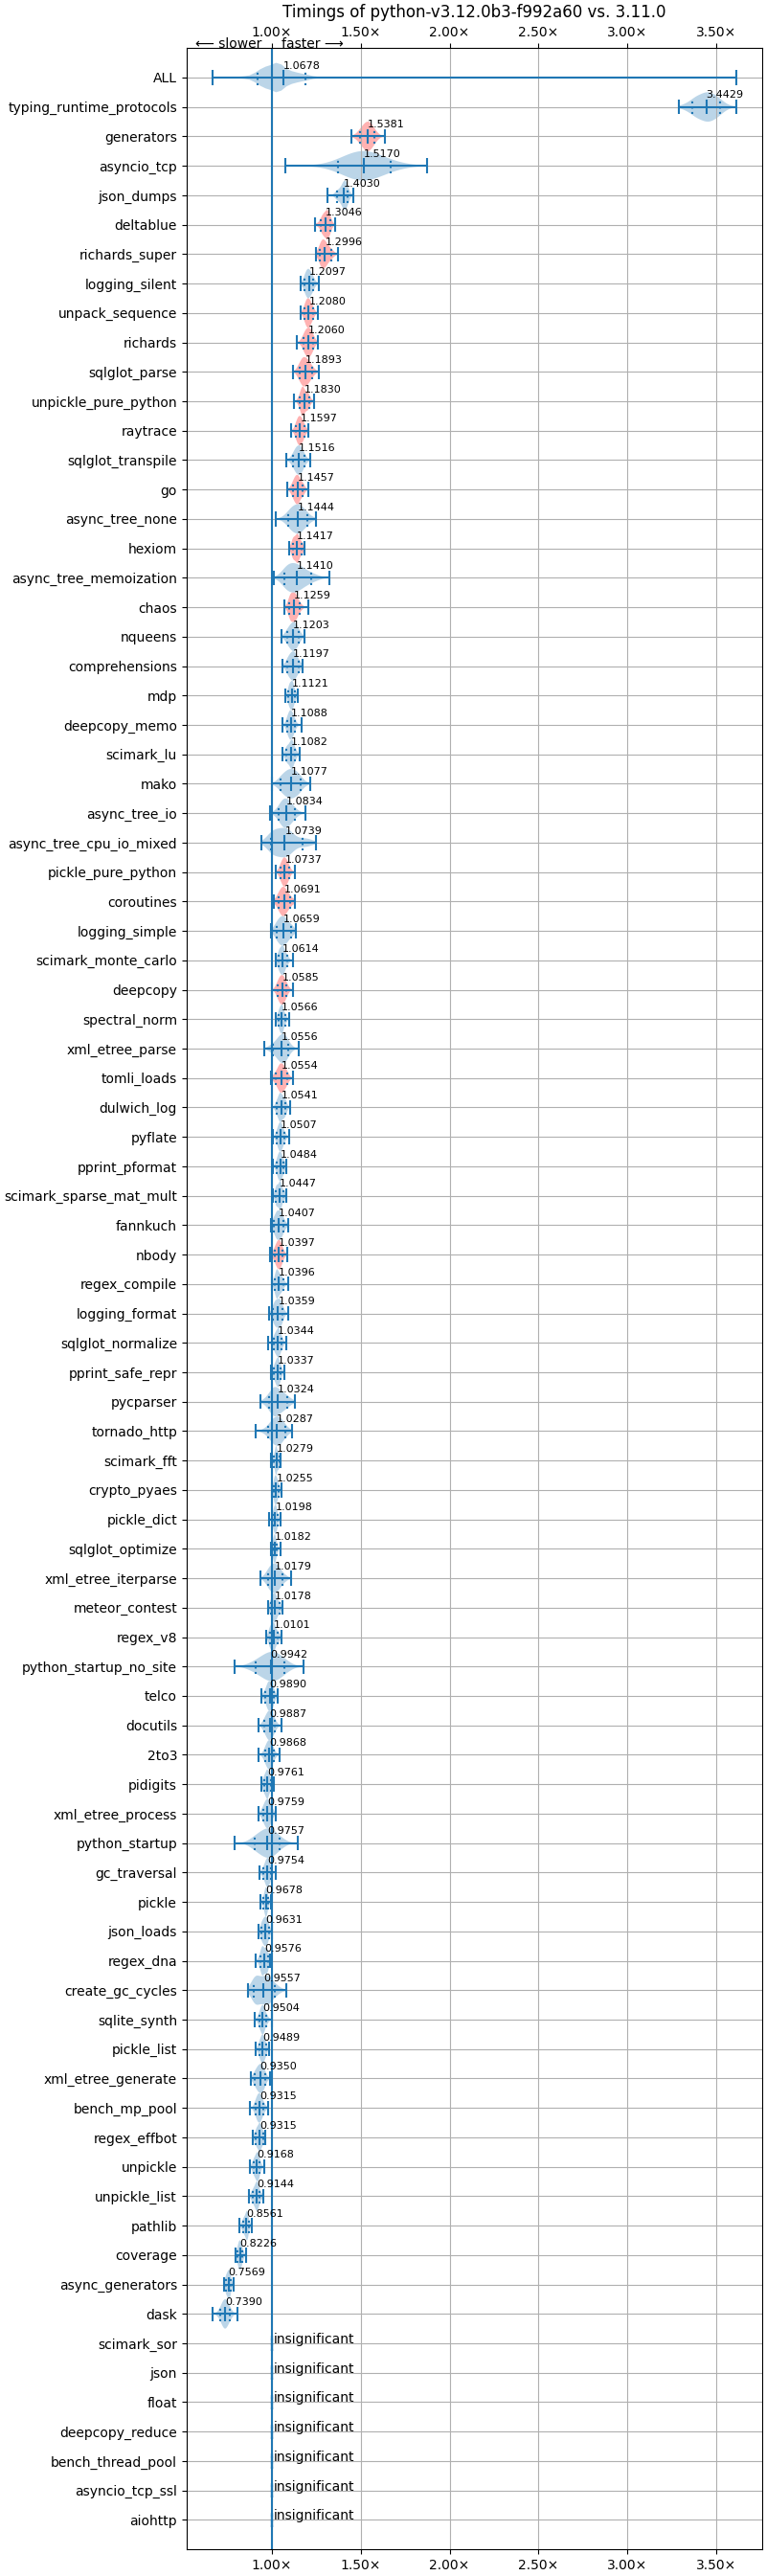 Timings of python-v3.12.0b3-f992a60 vs. 3.11.0
1.00× 1.50× 2.00× 2.50× 3.00× 3.50×
⟵ slower faster ⟶
ALL 1.0678
typing_runtime_protocols 3.4429
generators 1.5381
asyncio_tcp 1.5170
json_dumps 1.4030
deltablue 1.3046
richards_super 1.2996
logging_silent 1.2097
unpack_sequence 1.2080
richards 1.2060
sqlglot_parse 1.1893
unpickle_pure_python 1.1830
raytrace 1.1597
sqlglot_transpile 1.1516
go 1.1457
async_tree_none 1.1444
hexiom 1.1417
async_tree_memoization 1.1410
chaos 1.1259
nqueens 1.1203
comprehensions 1.1197
mdp 1.1121
deepcopy_memo 1.1088
scimark_lu 1.1082
mako 1.1077
async_tree_io 1.0834
async_tree_cpu_io_mixed 1.0739
pickle_pure_python 1.0737
coroutines 1.0691
logging_simple 1.0659
scimark_monte_carlo 1.0614
deepcopy 1.0585
spectral_norm 1.0566
xml_etree_parse 1.0556
tomli_loads 1.0554
dulwich_log 1.0541
pyflate 1.0507
pprint_pformat 1.0484
scimark_sparse_mat_mult 1.0447
fannkuch 1.0407
nbody 1.0397
regex_compile 1.0396
logging_format 1.0359
sqlglot_normalize 1.0344
pprint_safe_repr 1.0337
pycparser 1.0324
tornado_http 1.0287
scimark_fft 1.0279
crypto_pyaes 1.0255
pickle_dict 1.0198
sqlglot_optimize 1.0182
xml_etree_iterparse 1.0179
meteor_contest 1.0178
regex_v8 1.0101
python_startup_no_site 0.9942
telco 0.9890
docutils 0.9887
2to3 0.9868
pidigits 0.9761
xml_etree_process 0.9759
python_startup 0.9757
gc_traversal 0.9754
pickle 0.9678
json_loads 0.9631
regex_dna 0.9576
create_gc_cycles 0.9557
sqlite_synth 0.9504
pickle_list 0.9489
xml_etree_generate 0.9350
bench_mp_pool 0.9315
regex_effbot 0.9315
unpickle 0.9168
unpickle_list 0.9144
pathlib 0.8561
coverage 0.8226
async_generators 0.7569
dask 0.7390
scimark_sor insignificant
json insignificant
float insignificant
deepcopy_reduce insignificant
bench_thread_pool insignificant
asyncio_tcp_ssl insignificant
aiohttp insignificant
1.00× 1.50× 2.00× 2.50× 3.00× 3.50×